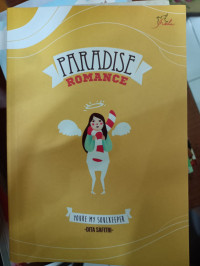 PARADISE
ROMANCE
YOU'RE MY GOALKEEPER
-DITA SAFITRI-